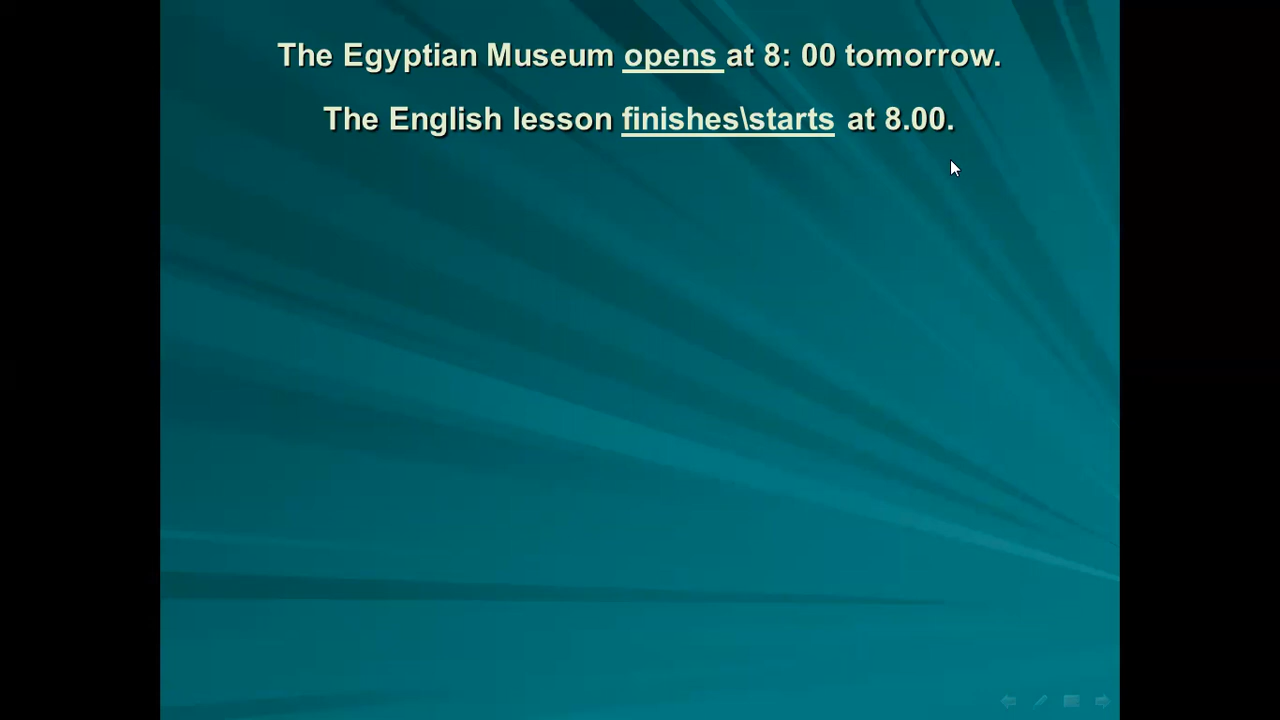 The Egyptian Museum opens at 8: 00 tomorrow.
The English lesson finishes\starts at 8.00.